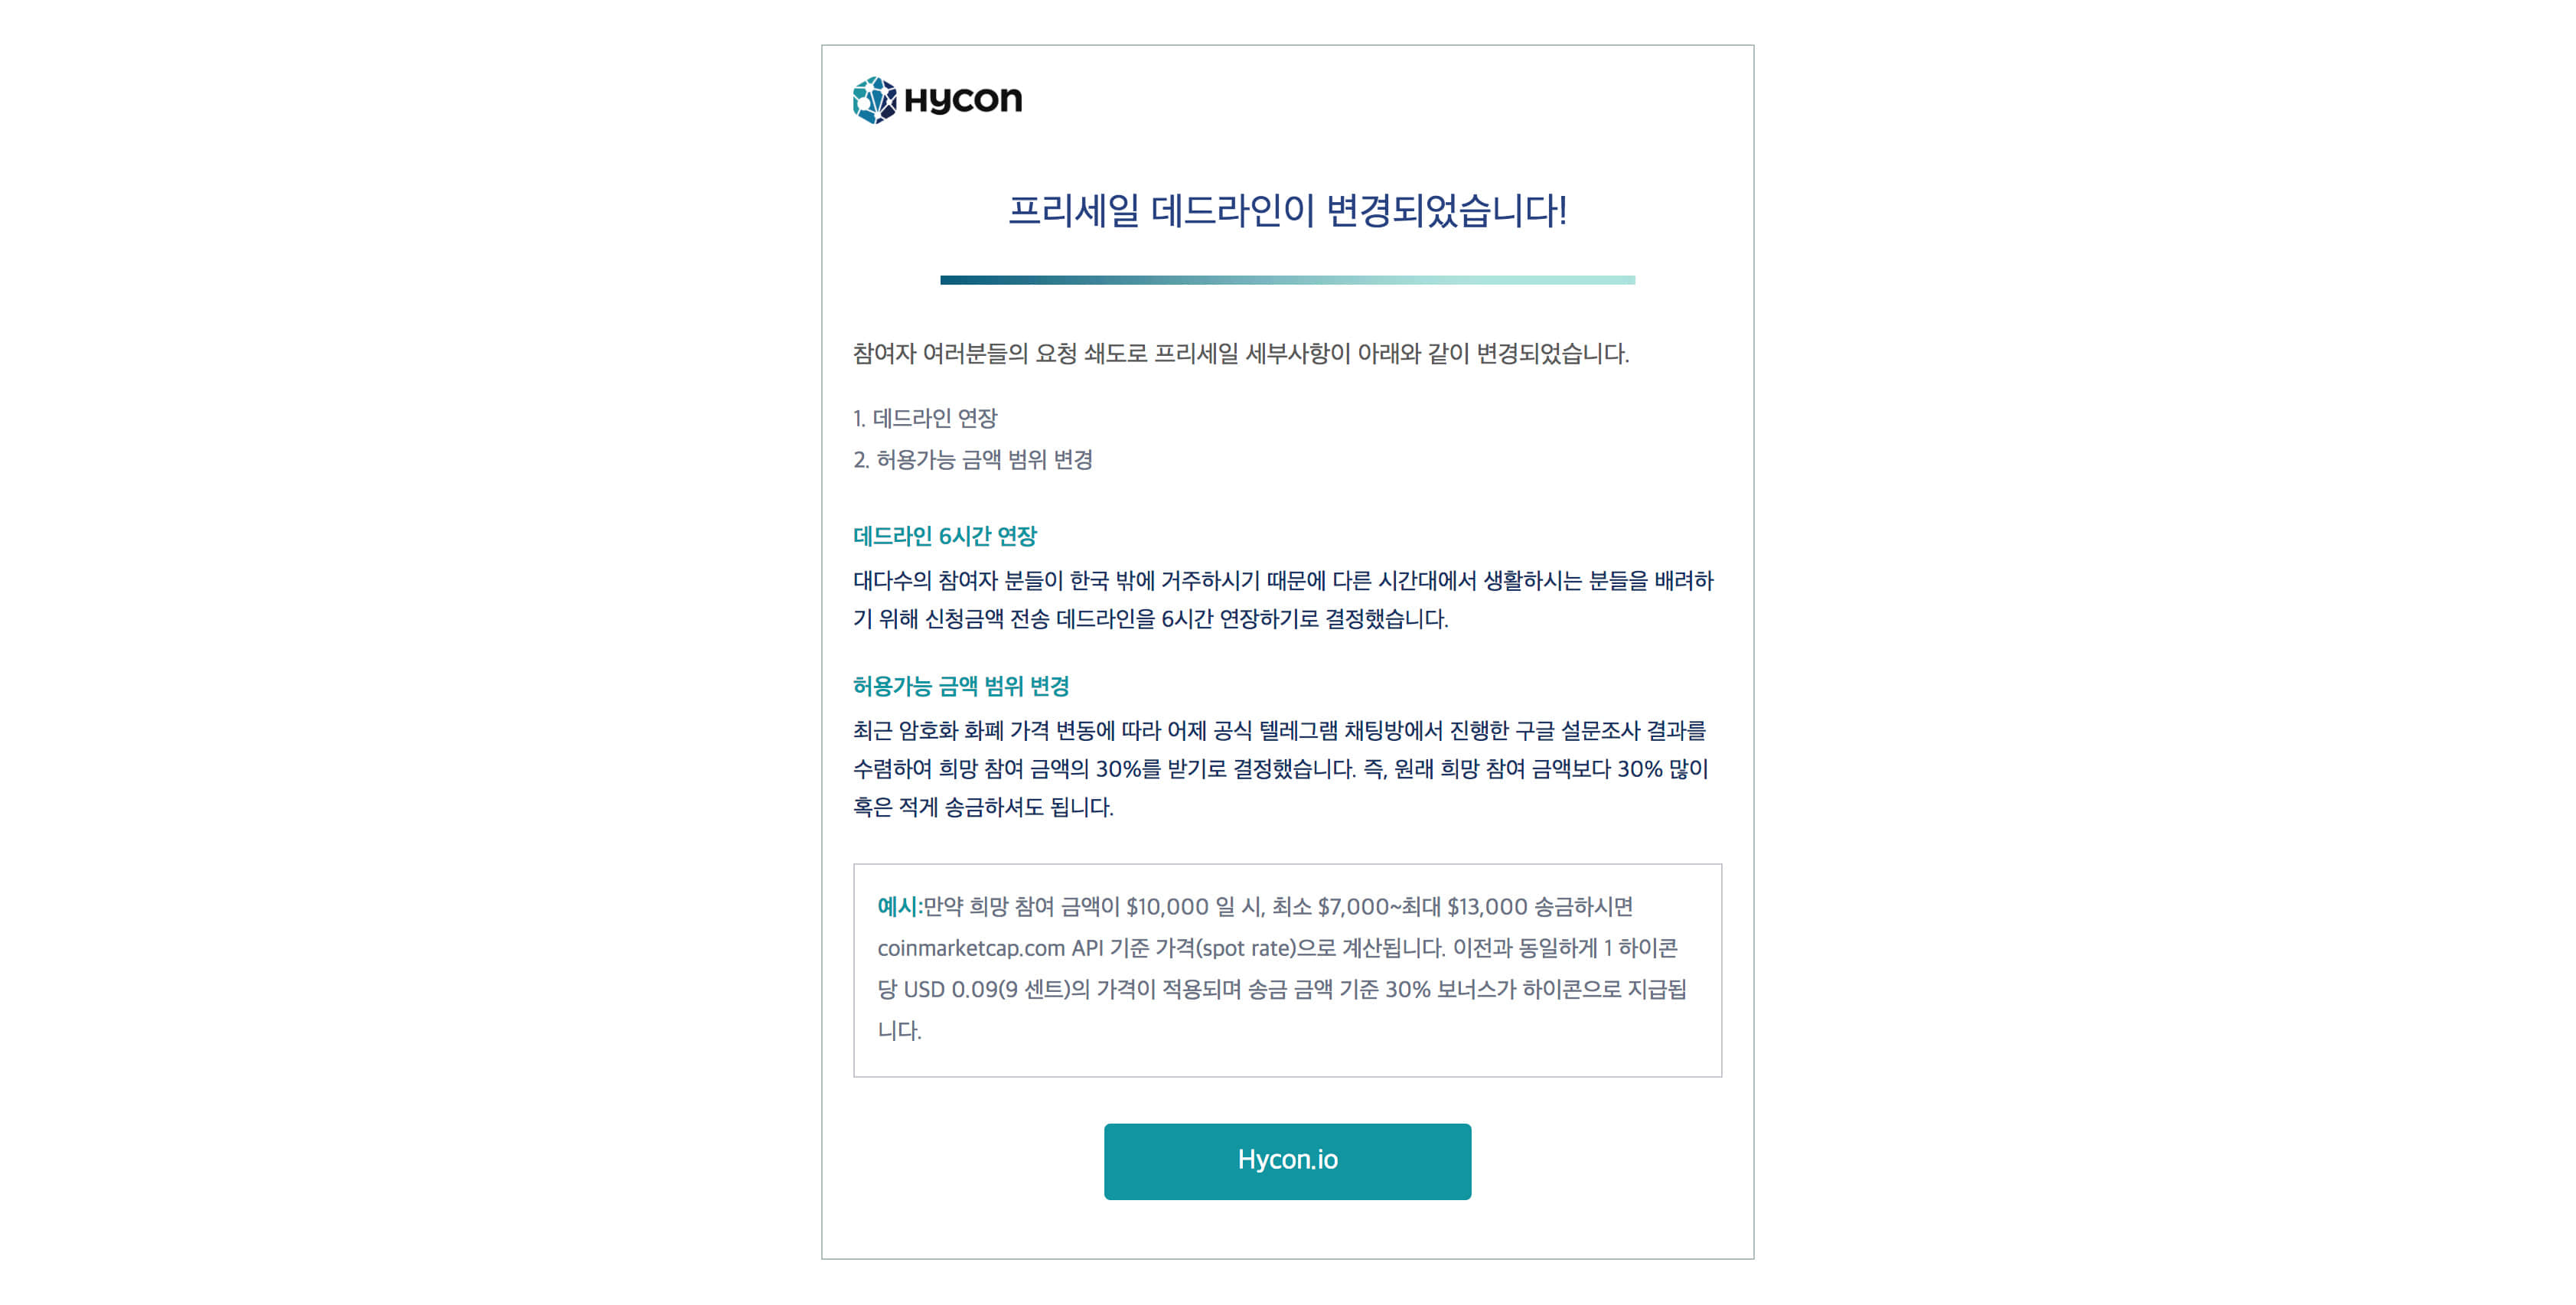 Hycon
프리세일 데드라인이 변경되었습니다!
참여자 여러분들의 요청 쇄도로 프리세일 세부사항이 아래와 같이 변경되었습니다.
1. 데드라인 연장
2. 허용가능 금액 범위 변경
데드라인 6시간 연장
대다수의 참여자 분들이 한국 밖에 거주하시기 때문에 다른 시간대에서 생활하시는 분들을 배려하
기 위해 신청금액 전송 데드라인을 6시간 연장하기로 결정했습니다.
허용가능 금액 범위 변경
최근 암호화 화폐 가격 변동에 따라 어제 공식 텔레그램 채팅방에서 진행한 구글 설문조사 결과를
수렴하여 희망 참여 금액의 30%를 받기로 결정했습니다. 즉, 원래 희망 참여 금액보다 30% 많이
혹은 적게 송금하셔도 됩니다.
예시:만약 희망 참여 금액이 $10,000 일 시, 최소 $7,000~최대 $13,000 송금하시면
coinmarketcap.com API 기준 가격(spot rate)으로 계산됩니다. 이전과 동일하게 1 하이콘
당 USD 0.09(9 센트)의 가격이 적용되며 송금 금액 기준 30% 보너스가 하이콘으로 지급됩
니다.
Hycon.io